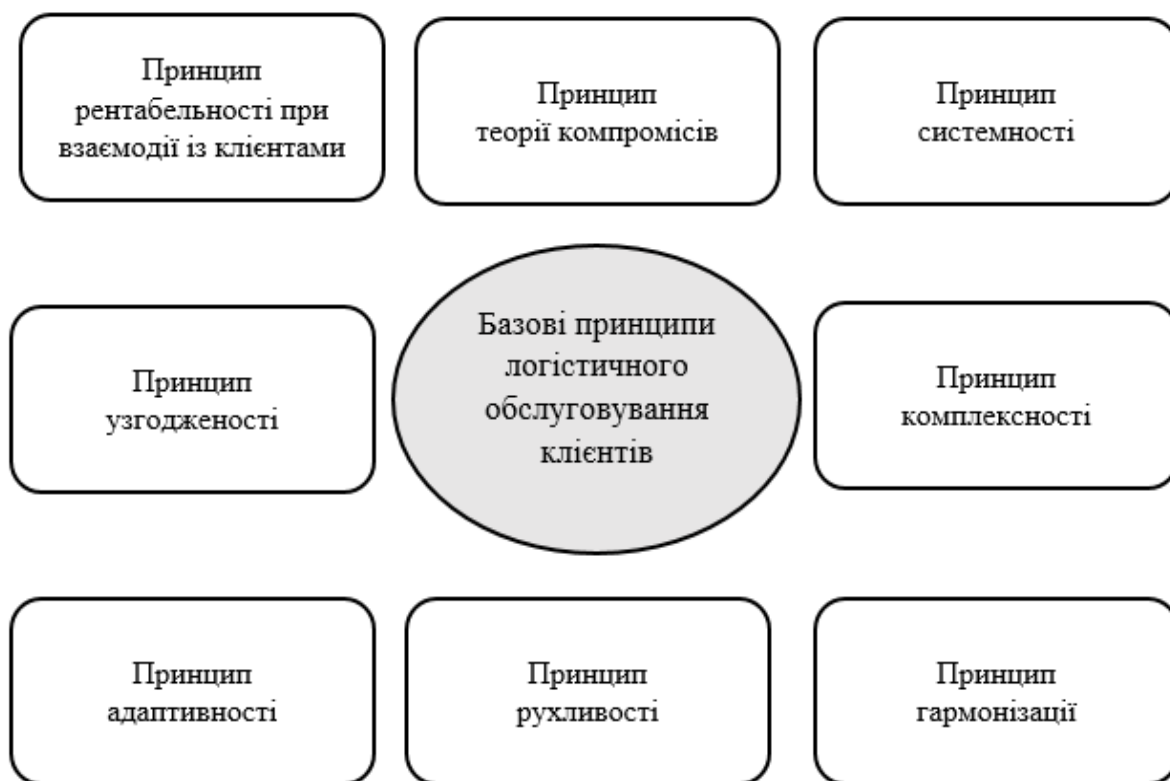 Принцип
рентабельності при
взаємодії із клієнтами
Принцип
теорії компромісів
Принцип
системності
Принцип
узгодженості
Базові принципи
логістичного
обслуговування
клієнтів
Принцип
комплексності
Принцип
адаптивності
Принцип
рухливості
Принцип
гармонізації